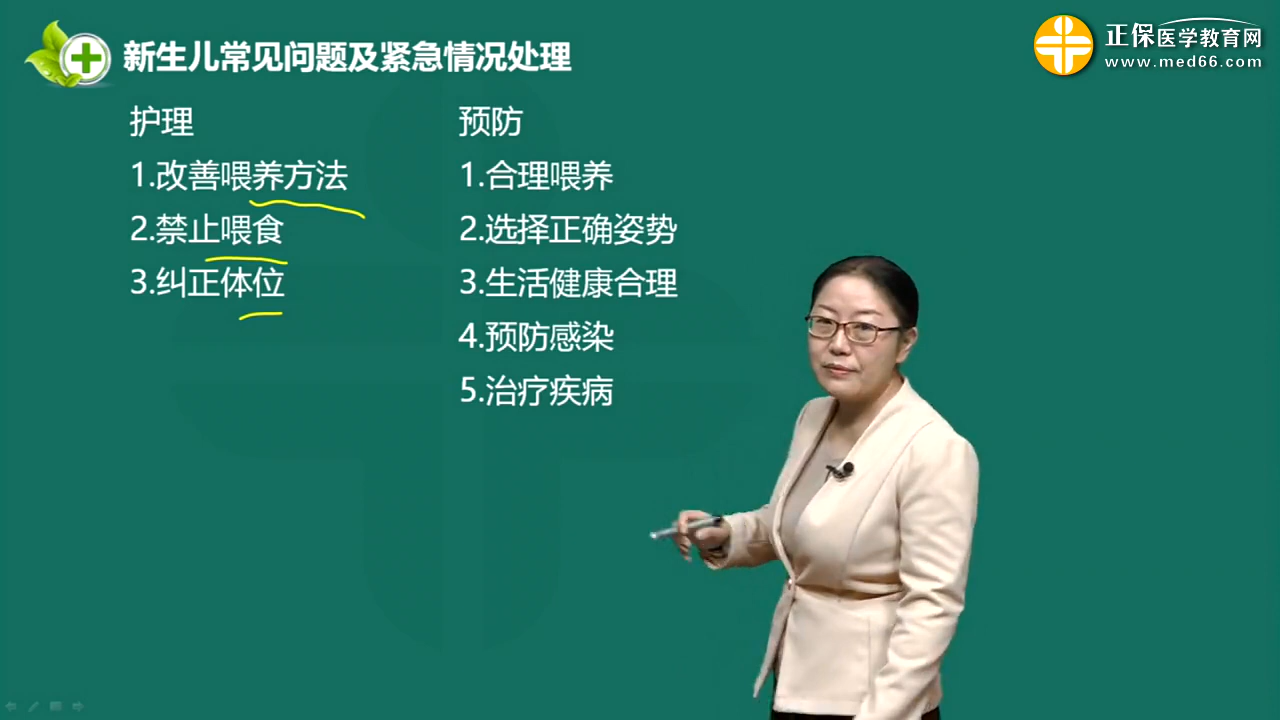 新生儿常见问题及紧急情况处理
正保医学教育网
www.med66.com
护理
1.改善喂养方法
2.禁止喂食
3.纠正体位
预防
1.合理喂养
2.选择正确姿势
3.生活健康合理
4.预防感染
5.治疗疾病